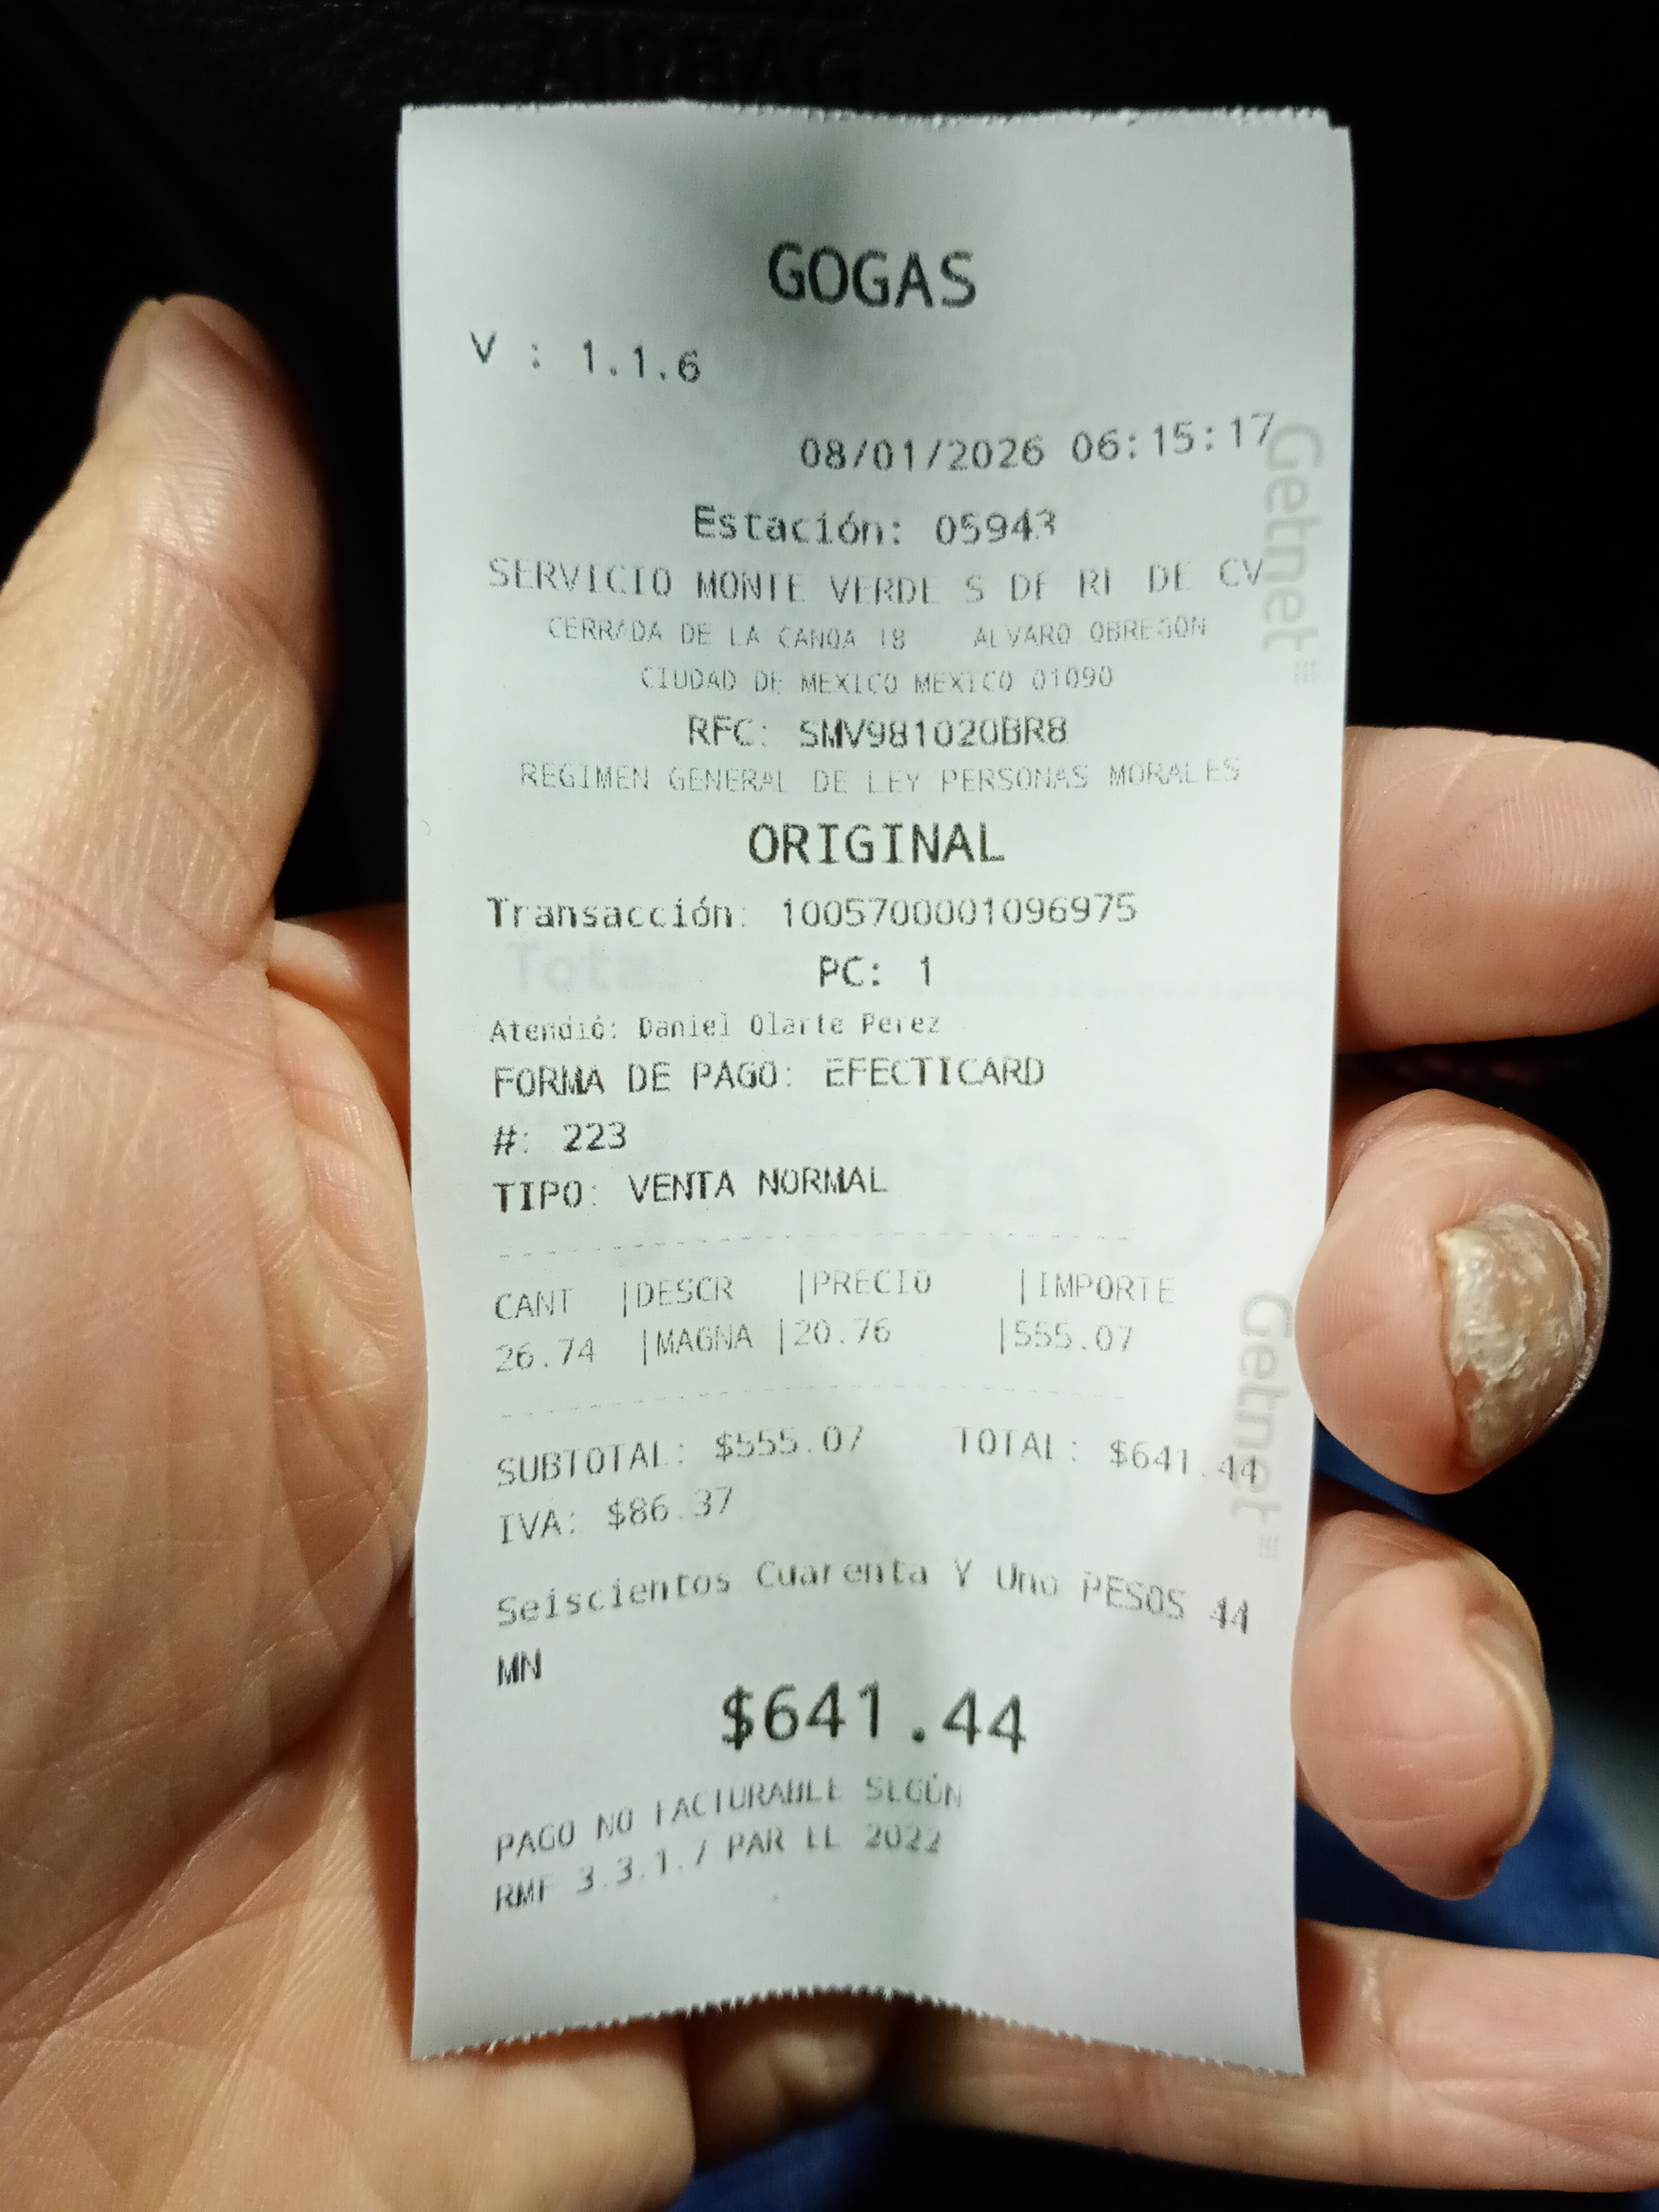 AIRBAG
GOGAS
V : 1.1.6
08/01/2026 06:15:17
Estación: 05943
SERVICIO MONTE VERDE S DE RL DE CV
CERRADA DE LA CANOA 18 ALVARO OBREGON
CIUDAD DE MEXICO MEXICO 01090
RFC: SMV981020BR8
REGIMEN GENERAL DE LEY PERSONAS MORALES
ORIGINAL
Transacción: 1005700001096975
PC: 1
Atendió: Daniel Olarte Perez
FORMA DE PAGO: EFECTICARD
#: 223
TIPO: VENTA NORMAL
CANT |DESCR |PRECIO |IMPORTE
26.74 |MAGNA |20.76 |555.07
SUBTOTAL: $555.07 TOTAL: $641.44
IVA: $86.37
Seiscientos Cuarenta Y Uno PESOS 44
MN
$641.44
PAGO NO FACTURABLE SEGÚN
RMF 3.3.1.7 PAR LL 2022
Getnet
Getnet
Total